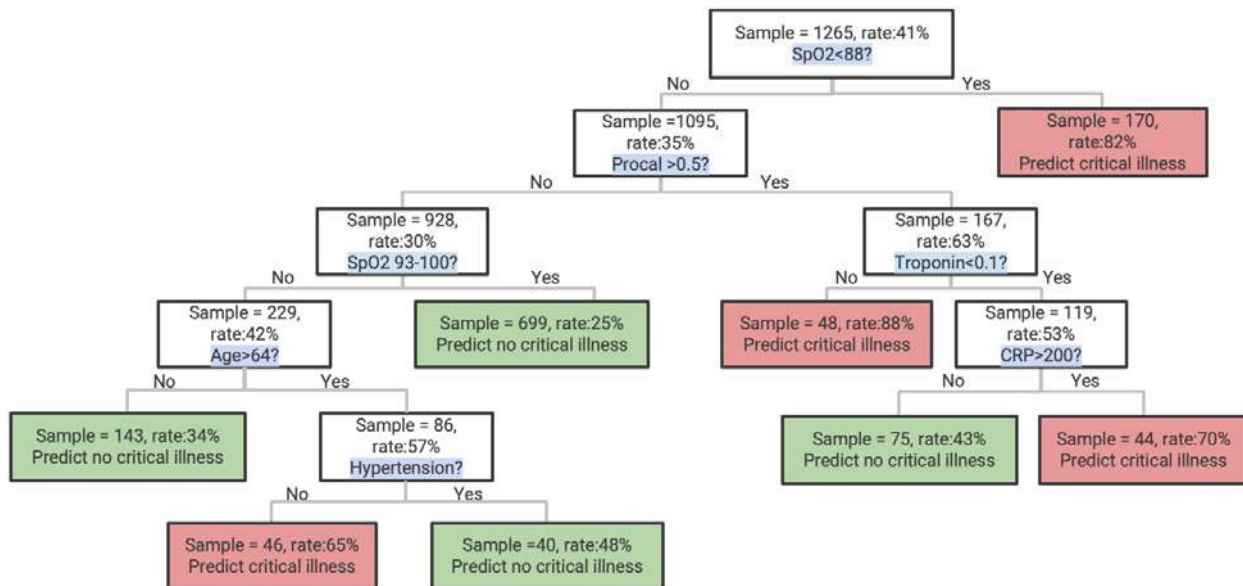 Sample = 1265, rate:41%
SpO2<88?
No
Yes
Sample =1095,
rate:35%
Procal >0.5?
Sample = 170,
rate:82%
Predict critical illness
No
Yes
Sample = 928,
rate:30%
SpO2 93-100?
Sample = 167,
rate:63%
Troponin<0.1?
No
Yes
No
Yes
Sample = 229,
rate:42%
Age>64?
Sample = 699, rate:25%
Predict no critical illness
Sample = 48, rate:88%
Predict critical illness
Sample = 119,
rate:53%
CRP>200?
No
Yes
No
Yes
Sample = 143, rate:34%
Predict no critical illness
Sample = 86,
rate:57%
Hypertension?
Sample = 75, rate:43%
Predict no critical illness
Sample = 44, rate:70%
Predict critical illness
No
Yes
Sample = 46, rate:65%
Predict critical illness
Sample =40, rate:48%
Predict no critical illness